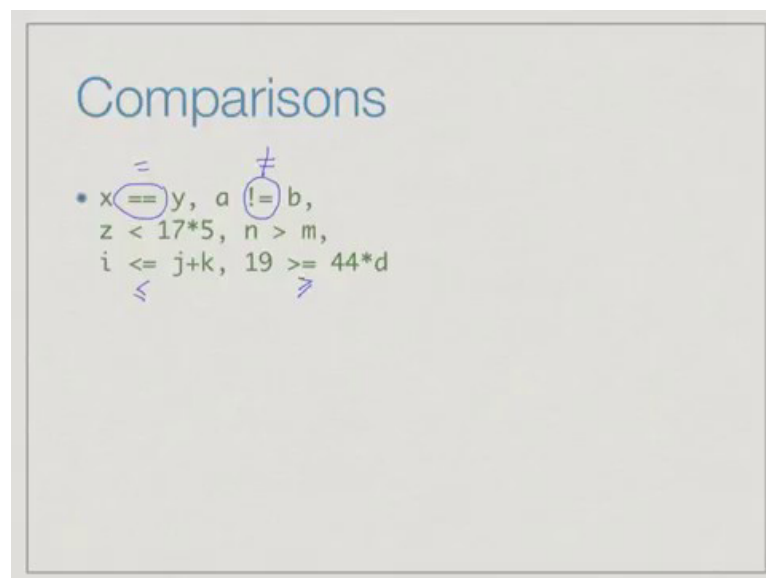 Comparisons
= ≠
• x == y, a != b,
z < 17*5, n > m,
i <= j+k, 19 >= 44*d
≤ ≥